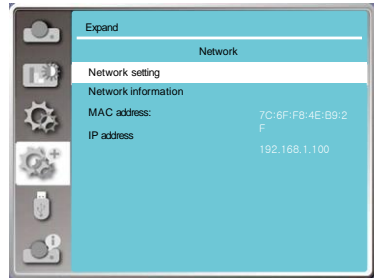 Expand
Network
Network setting
Network information
MAC address:
7C:6F:F8:4E:B9:2
F
IP address
192.168.1.100